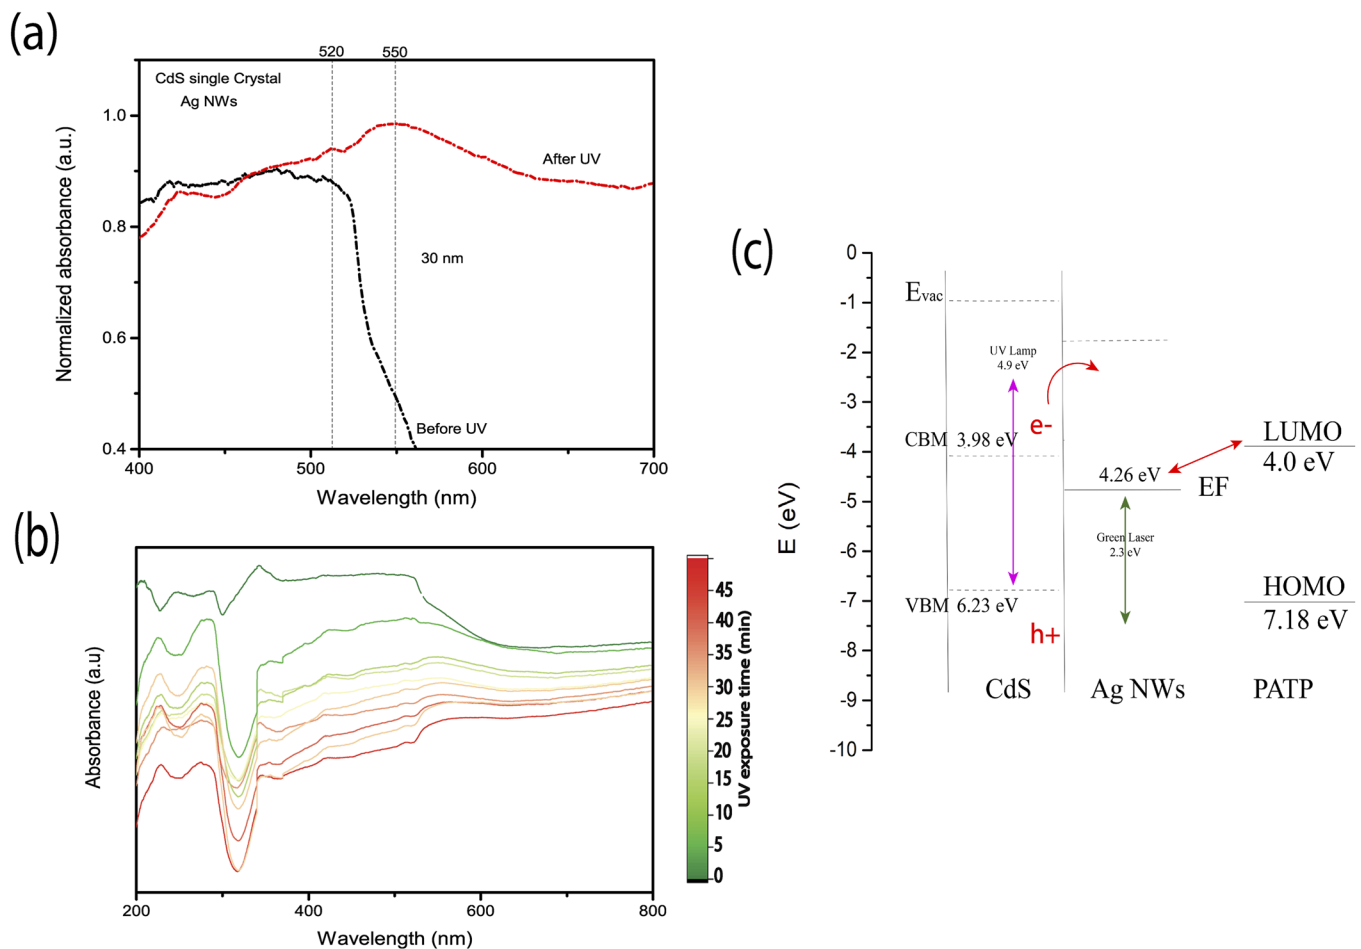 (a)
520
550
CdS single Crystal
Ag NWs
1.0
0.8
0.6
0.4
Normalized absorbance (a.u.)
After UV
30 nm
Before UV
400
500
600
700
Wavelength (nm)
(b)
Absorbance (a.u)
200
400
600
800
Wavelength (nm)
45
40
35
30
25
20
15
10
5
0
UV exposure time (min)
(c)
0
-1
-2
-3
-4
-5
-6
-7
-8
-9
-10
E (eV)
Evac
UV Lamp
4.9 eV
e-
CBM 3.98 eV
VBM 6.23 eV
h+
CdS
4.26 eV
EF
Green Laser
2.3 eV
Ag NWs
LUMO
4.0 eV
HOMO
7.18 eV
PATP